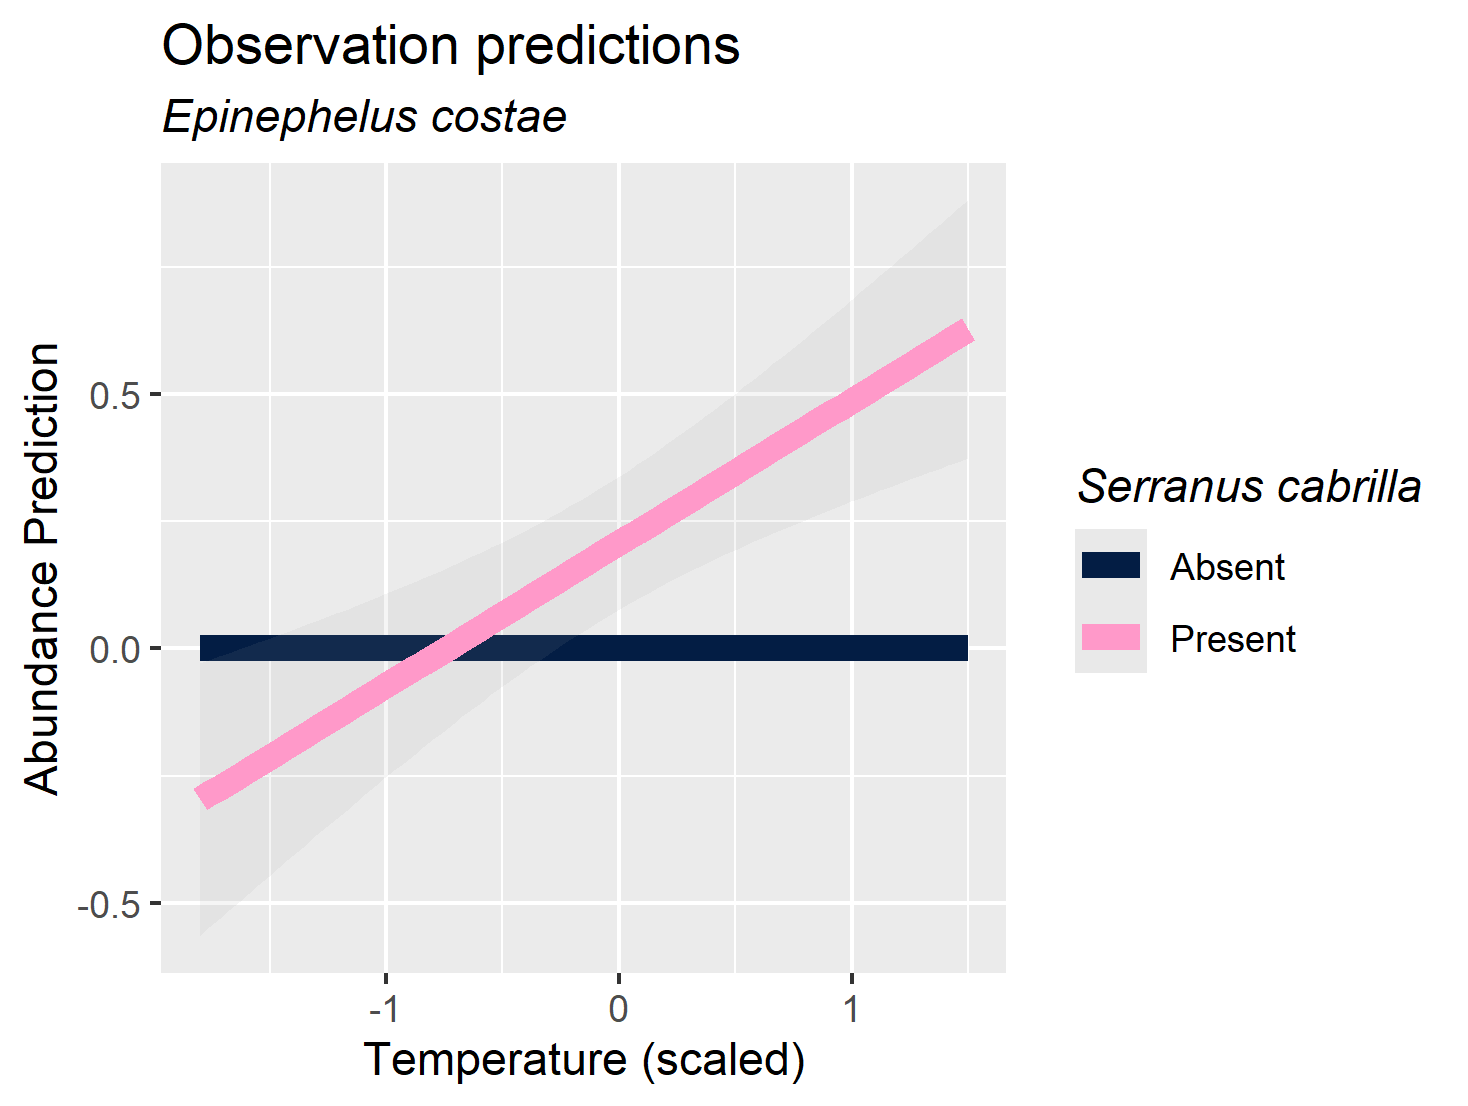 Observation predictions
Epinephelus costae
Abundance Prediction
0.5
0.0
-0.5
-1
0
1
Temperature (scaled)
Serranus cabrilla
Absent
Present